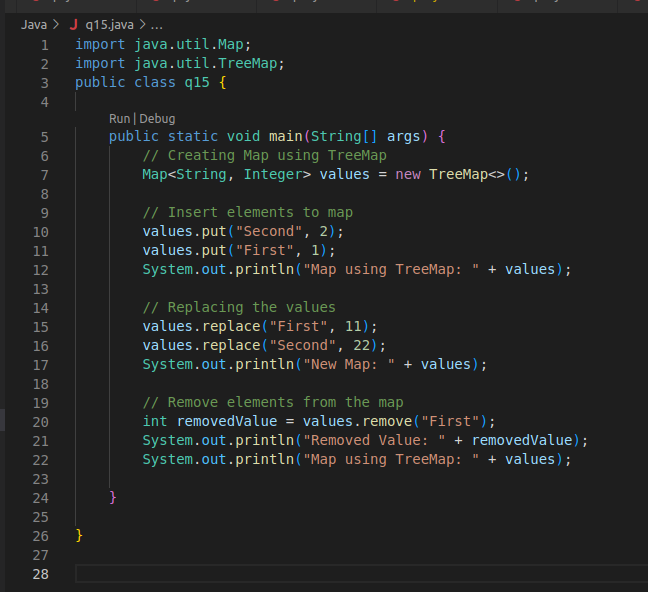 Java > J q15.java > ...
1 import java.util.Map;
2 import java.util.TreeMap;
3 public class q15 {
4
Run | Debug
5 public static void main(String[] args) {
6 // Creating Map using TreeMap
7 Map<String, Integer> values = new TreeMap<>();
8
9 // Insert elements to map
10 values.put("Second", 2);
11 values.put("First", 1);
12 System.out.println("Map using TreeMap: " + values);
13
14 // Replacing the values
15 values.replace("First", 11);
16 values.replace("Second", 22);
17 System.out.println("New Map: " + values);
18
19 // Remove elements from the map
20 int removedValue = values.remove("First");
21 System.out.println("Removed Value: " + removedValue);
22 System.out.println("Map using TreeMap: " + values);
23
24 }
25
26 }
27
28